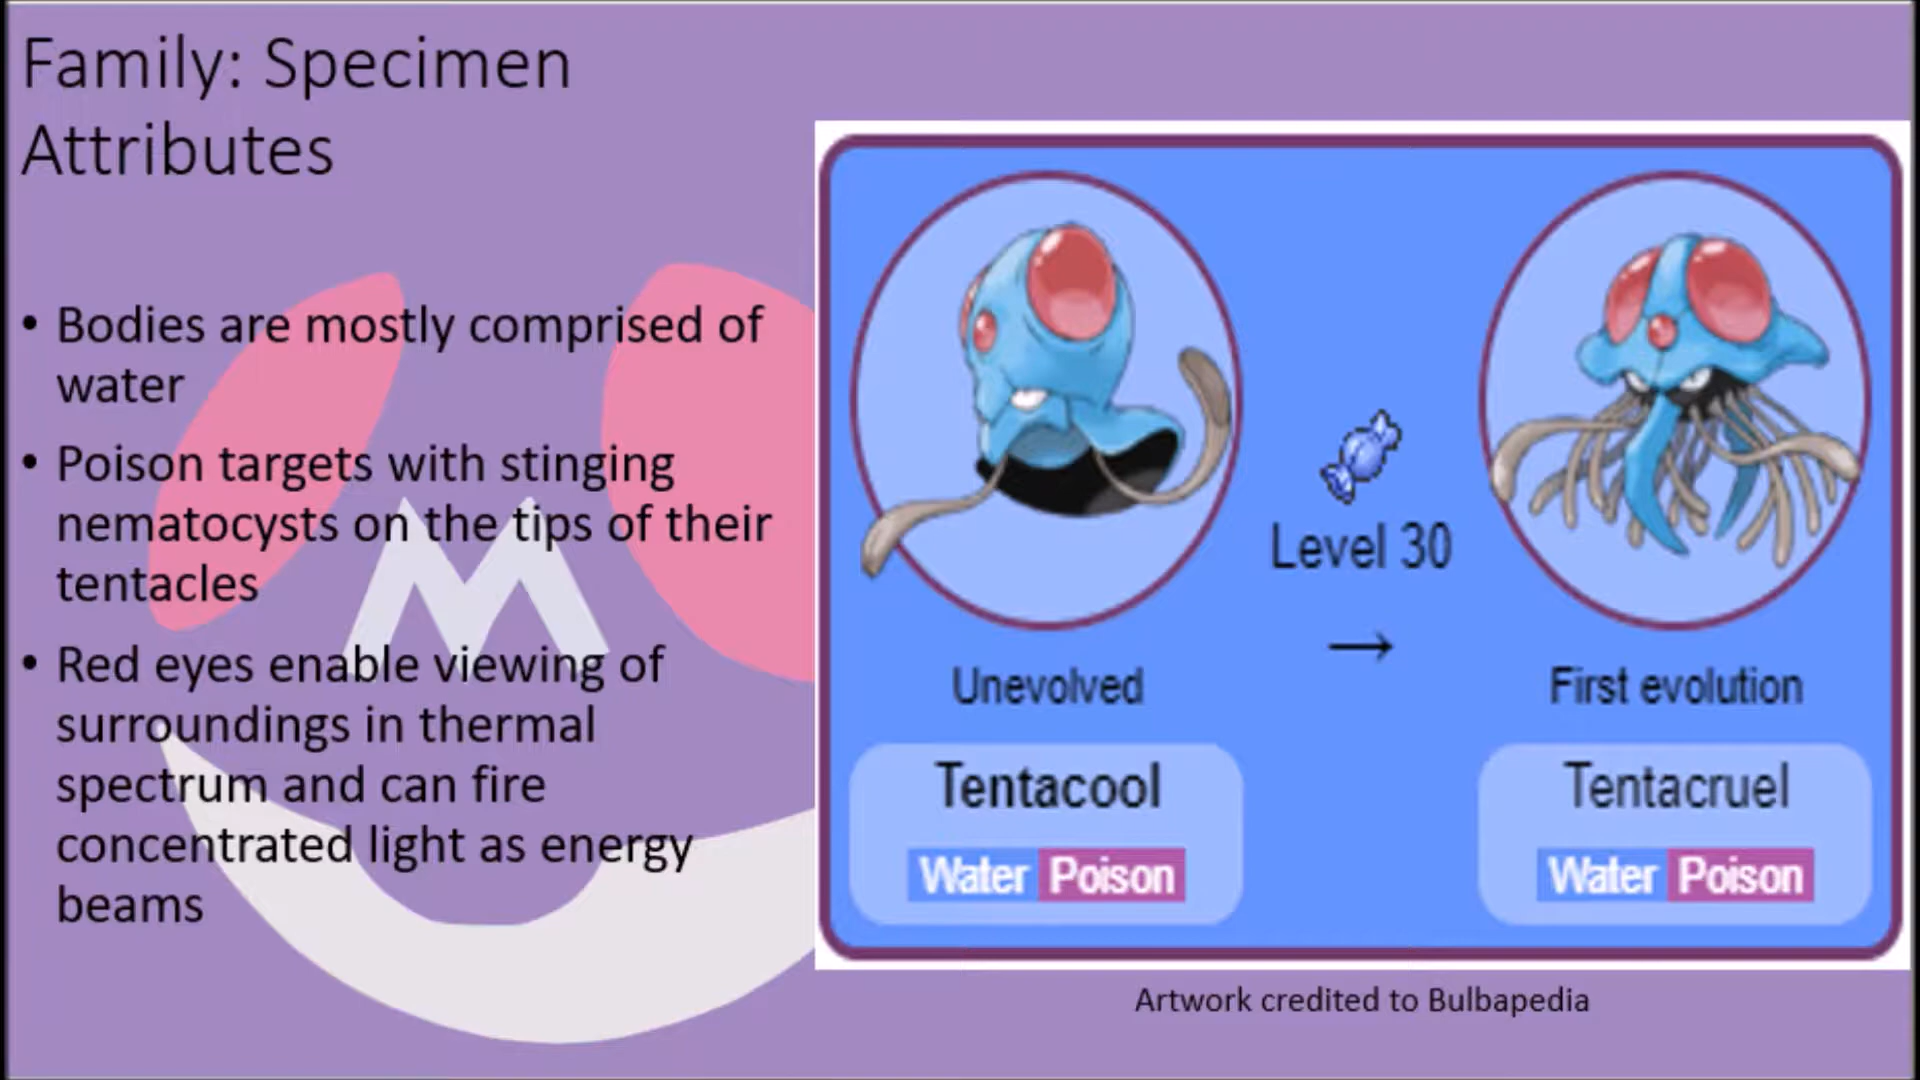 Family: Specimen
Attributes
• Bodies are mostly comprised of
water
• Poison targets with stinging
nematocysts on the tips of their
tentacles
• Red eyes enable viewing of
surroundings in thermal
spectrum and can fire
concentrated light as energy
beams
M
Level 30
→
Unevolved
First evolution
Tentacool
Water Poison
Tentacruel
Water Poison
Artwork credited to Bulbapedia